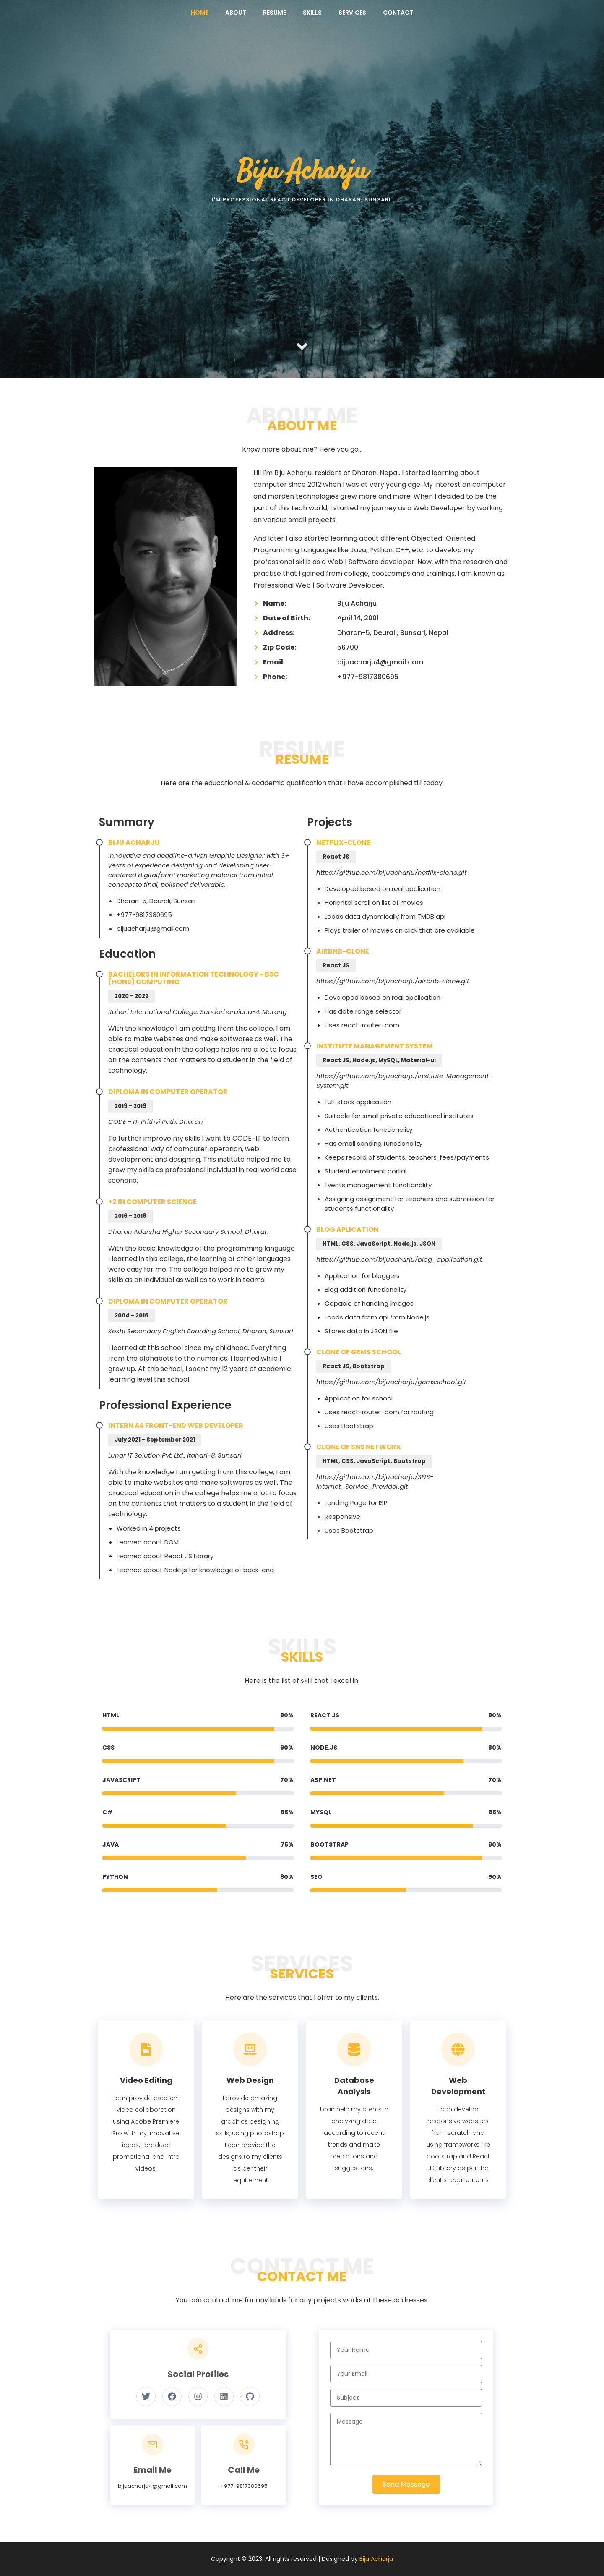 HOME ABOUT RESUME SKILLS SERVICES CONTACT
Biju Acharju
I'M PROFESSIONAL REACT DEVELOPER IN DHARAN, SUNSARI
ABOUT ME
ABOUT ME
Know more about me? Here you go...
Hi! I'm Biju Acharju, resident of Dharan, Nepal. I started learning about
computer since 2012 when I was at very young age. My interest on computer
and morden technologies grew more and more. When I decided to be the
part of this tech world, I started my journey as a Web Developer by working
on various small projects.
And later I also started learning about different Objected-Oriented
Programming Languages like Java, Python, C++, etc. to develop my
professional skills as a Web | Software developer. Now, with the research and
practise that I gained from college, bootcamps and trainings, I am known as
Professional Web | Software Developer.
Name: Biju Acharju
Date of Birth: April 14, 2001
Address: Dharan-5, Deurali, Sunsari, Nepal
Zip Code: 56700
Email: bijuacharju4@gmail.com
Phone: +977-9817380695
RESUME
RESUME
Here are the educational & academic qualification that I have accomplished till today.
Summary
BIJU ACHARJU
Innovative and deadline-driven Graphic Designer with 3+
years of experience designing and developing user-
centered digital/print marketing material from initial
concept to final, polished deliverable.
Dharan-5, Deurali, Sunsari
+977-9817380695
bijuacharju@gmail.com
Education
BACHELORS IN INFORMATION TECHNOLOGY - BSC
(HONS) COMPUTING
2020 - 2022
Itahari International College, Sundarharaicha-4, Morang
With the knowledge I am getting from this college, I am
able to make websites and make softwares as well. The
practical education in the college helps me a lot to focus
on the contents that matters to a student in the field of
technology.
DIPLOMA IN COMPUTER OPERATOR
2019 - 2019
CODE - IT, Prithvi Path, Dharan
To further improve my skills I went to CODE-IT to learn
professional way of computer operation, web
development and designing. This institute helped me to
grow my skills as professional individual in real world case
scenario.
+2 IN COMPUTER SCIENCE
2016 - 2018
Dharan Adarsha Higher Secondary School, Dharan
With the basic knowledge of the programming language
I learned in this college, the learning of other languages
were easy for me. The college helped me to grow my
skills as an individual as well as to work in teams.
DIPLOMA IN COMPUTER OPERATOR
2004 - 2016
Koshi Secondary English Boarding School, Dharan, Sunsari
I learned at this school since my childhood. Everything
from the alphabets to the numerics, I learned while I
grew up. At this school, I spent my 12 years of academic
learning level this school.
Professional Experience
INTERN AS FRONT-END WEB DEVELOPER
July 2021 - September 2021
Lunar IT Solution Pvt. Ltd., Itahari-8, Sunsari
With the knowledge I am getting from this college, I am
able to make websites and make softwares as well. The
practical education in the college helps me a lot to focus
on the contents that matters to a student in the field of
technology.
Worked in 4 projects
Learned about DOM
Learned about React JS Library
Learned about Node.js for knowledge of back-end
Projects
NETFLIX-CLONE
React JS
https://github.com/bijuacharju/netflix-clone.git
Developed based on real application
Horiontal scroll on list of movies
Loads data dynamically from TMDB api
Plays trailer of movies on click that are available
AIRBNB-CLONE
React JS
https://github.com/bijuacharju/airbnb-clone.git
Developed based on real application
Has date range selector
Uses react-router-dom
INSTITUTE MANAGEMENT SYSTEM
React JS, Node.js, MySQL, Material-ui
https://github.com/bijuacharju/Institute-Management-
System.git
Full-stack application
Suitable for small private educational institutes
Authentication functionality
Has email sending functionality
Keeps record of students, teachers, fees/payments
Student enrollment portal
Events management functionality
Assigning assignment for teachers and submission for
students functionality
BLOG APLICATION
HTML, CSS, JavaScript, Node.js, JSON
https://github.com/bijuacharju/blog_application.git
Application for bloggers
Blog addition functionality
Capable of handling images
Loads data from api from Node.js
Stores data in JSON file
CLONE OF GEMS SCHOOL
React JS, Bootstrap
https://github.com/bijuacharju/gemsschool.git
Application for school
Uses react-router-dom for routing
Uses Bootstrap
CLONE OF SNS NETWORK
HTML, CSS, JavaScript, Bootstrap
https://github.com/bijuacharju/SNS-
Internet_Service_Provider.git
Landing Page for ISP
Responsive
Uses Bootstrap
SKILLS
SKILLS
Here is the list of skill that I excel in.
HTML 90% REACT JS 90%
CSS 90% NODE.JS 80%
JAVASCRIPT 70% ASP.NET 70%
C# 65% MYSQL 85%
JAVA 75% BOOTSTRAP 90%
PYTHON 60% SEO 50%
SERVICES
SERVICES
Here are the services that I offer to my clients.
Video Editing
I can provide excellent
video collaboration
using Adobe Premiere
Pro with my innovative
ideas, I produce
promotional and intro
videos.
Web Design
I provide amazing
designs with my
graphics designing
skills, using photoshop
I can provide the
designs to my clients
as per their
requirement.
Database
Analysis
I can help my clients in
analyzing data
according to recent
trends and make
predictions and
suggestions.
Web
Development
I can develop
responsive websites
from scratch and
using frameworks like
bootstrap and React
JS Library as per the
client's requirements.
CONTACT ME
CONTACT ME
You can contact me for any kinds for any projects works at these addresses.
Social Profiles
Email Me
bijuacharju4@gmail.com
Call Me
+977-9817380695
Your Name
Your Email
Subject
Message
Send Message
Copyright © 2023. All rights reserved | Designed by Biju Acharju